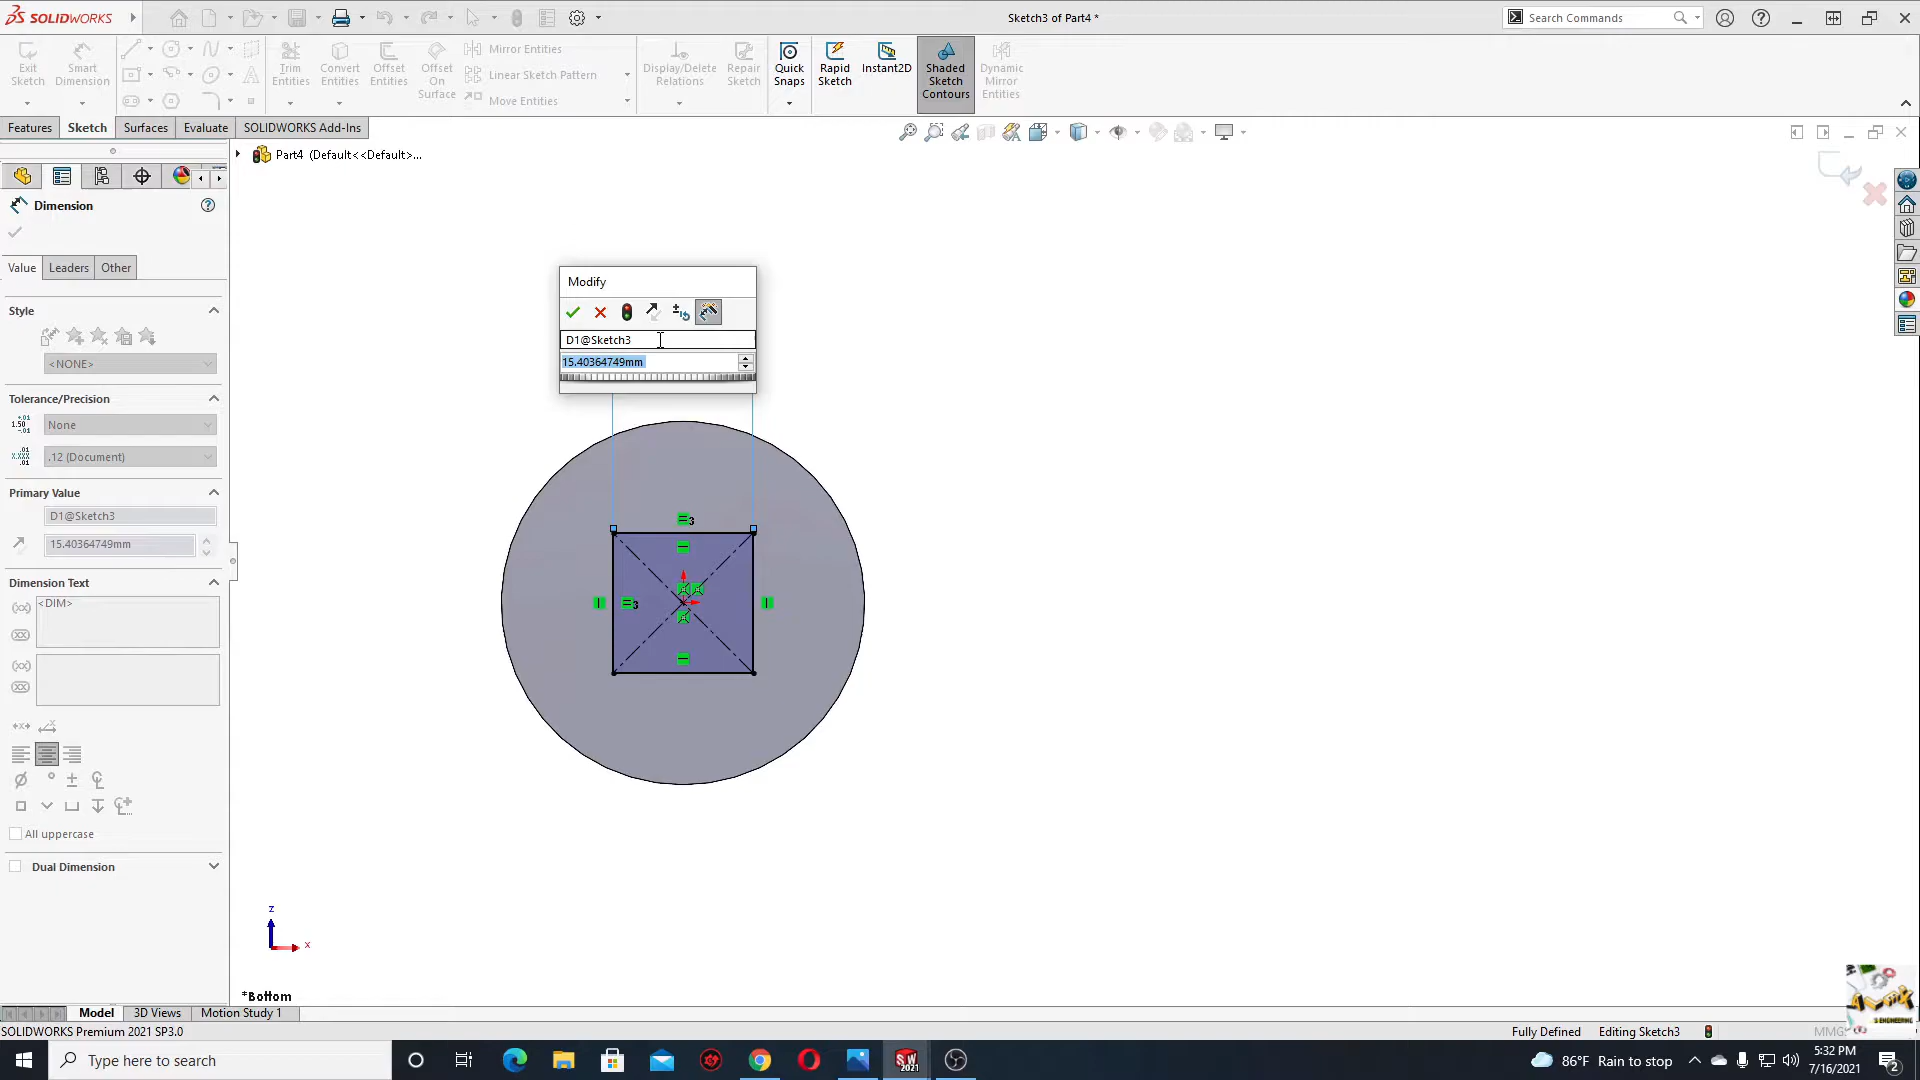 SOLIDWORKS
Sketch3 of Part4 *
Search Commands
Exit Sketch
Smart Dimension
Trim Entities
Convert Entities
Offset Entities
Offset On Surface
Mirror Entities
Linear Sketch Pattern
Move Entities
Display/Delete Relations
Repair Sketch
Quick Snaps
Rapid Sketch
Instant2D
Shaded Sketch Contours
Dynamic Mirror Entities
Features
Sketch
Surfaces
Evaluate
SOLIDWORKS Add-Ins
Part4 (Default<<Default>...
Dimension
Value
Leaders
Other
Style
<NONE>
Tolerance/Precision
None
.12 (Document)
Primary Value
D1@Sketch3
15.40364749mm
Dimension Text
<DIM>
All uppercase
Dual Dimension
Modify
D1@Sketch3
15.40364749mm
3
3
z
x
*Bottom
Model
3D Views
Motion Study 1
SOLIDWORKS Premium 2021 SP3.0
Fully Defined
Editing Sketch3
Type here to search
86°F Rain to stop
5:32 PM
7/16/2021
2